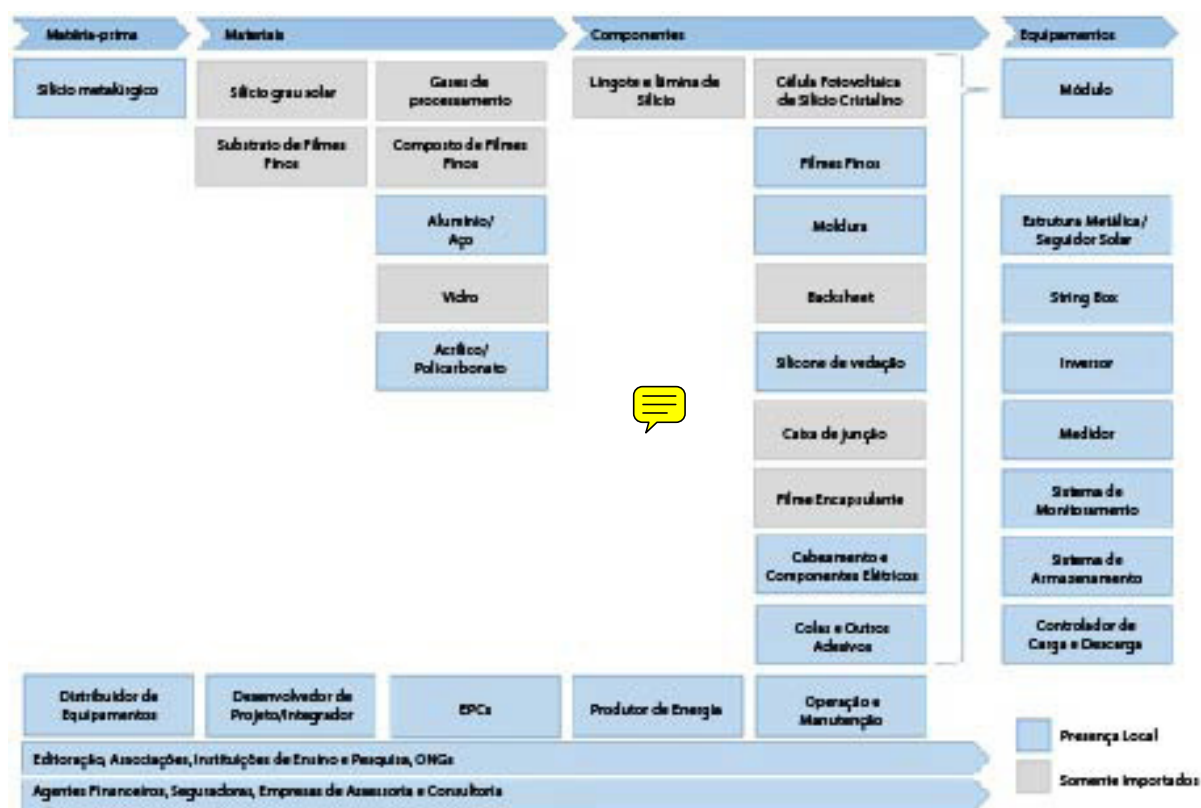 Matéria-prima
Materiais
Componentes
Equipamentos
Silício metalúrgico
Silício grau solar
Gases de
processamento
Lingote e lâmina de
Silício
Célula Fotovoltaica
de Silício Cristalino
Módulo
Substrato de Filmes
Finos
Composto de Filmes
Finos
Filmes Finos
Alumínio/
Aço
Moldura
Estrutura Metálica/
Seguidor Solar
Vidro
Backsheet
String Box
Acrílico/
Policarbonato
Silicone de vedação
Inversor
Caixa de junção
Medidor
Filme Encapsulante
Sistema de
Monitoramento
Cabeamento e
Componentes Elétricos
Sistema de
Armazenamento
Colas e Outros
Adesivos
Controlador de
Carga e Descarga
Distribuidor de
Equipamentos
Desenvolvedor de
Projeto/Integrador
EPCs
Produtor de Energia
Operação e
Manutenção
Presença Local
Somente Importados
Editoração, Associações, Instituições de Ensino e Pesquisa, ONGs
Agentes Financeiros, Seguradoras, Empresas de Assessoria e Consultoria